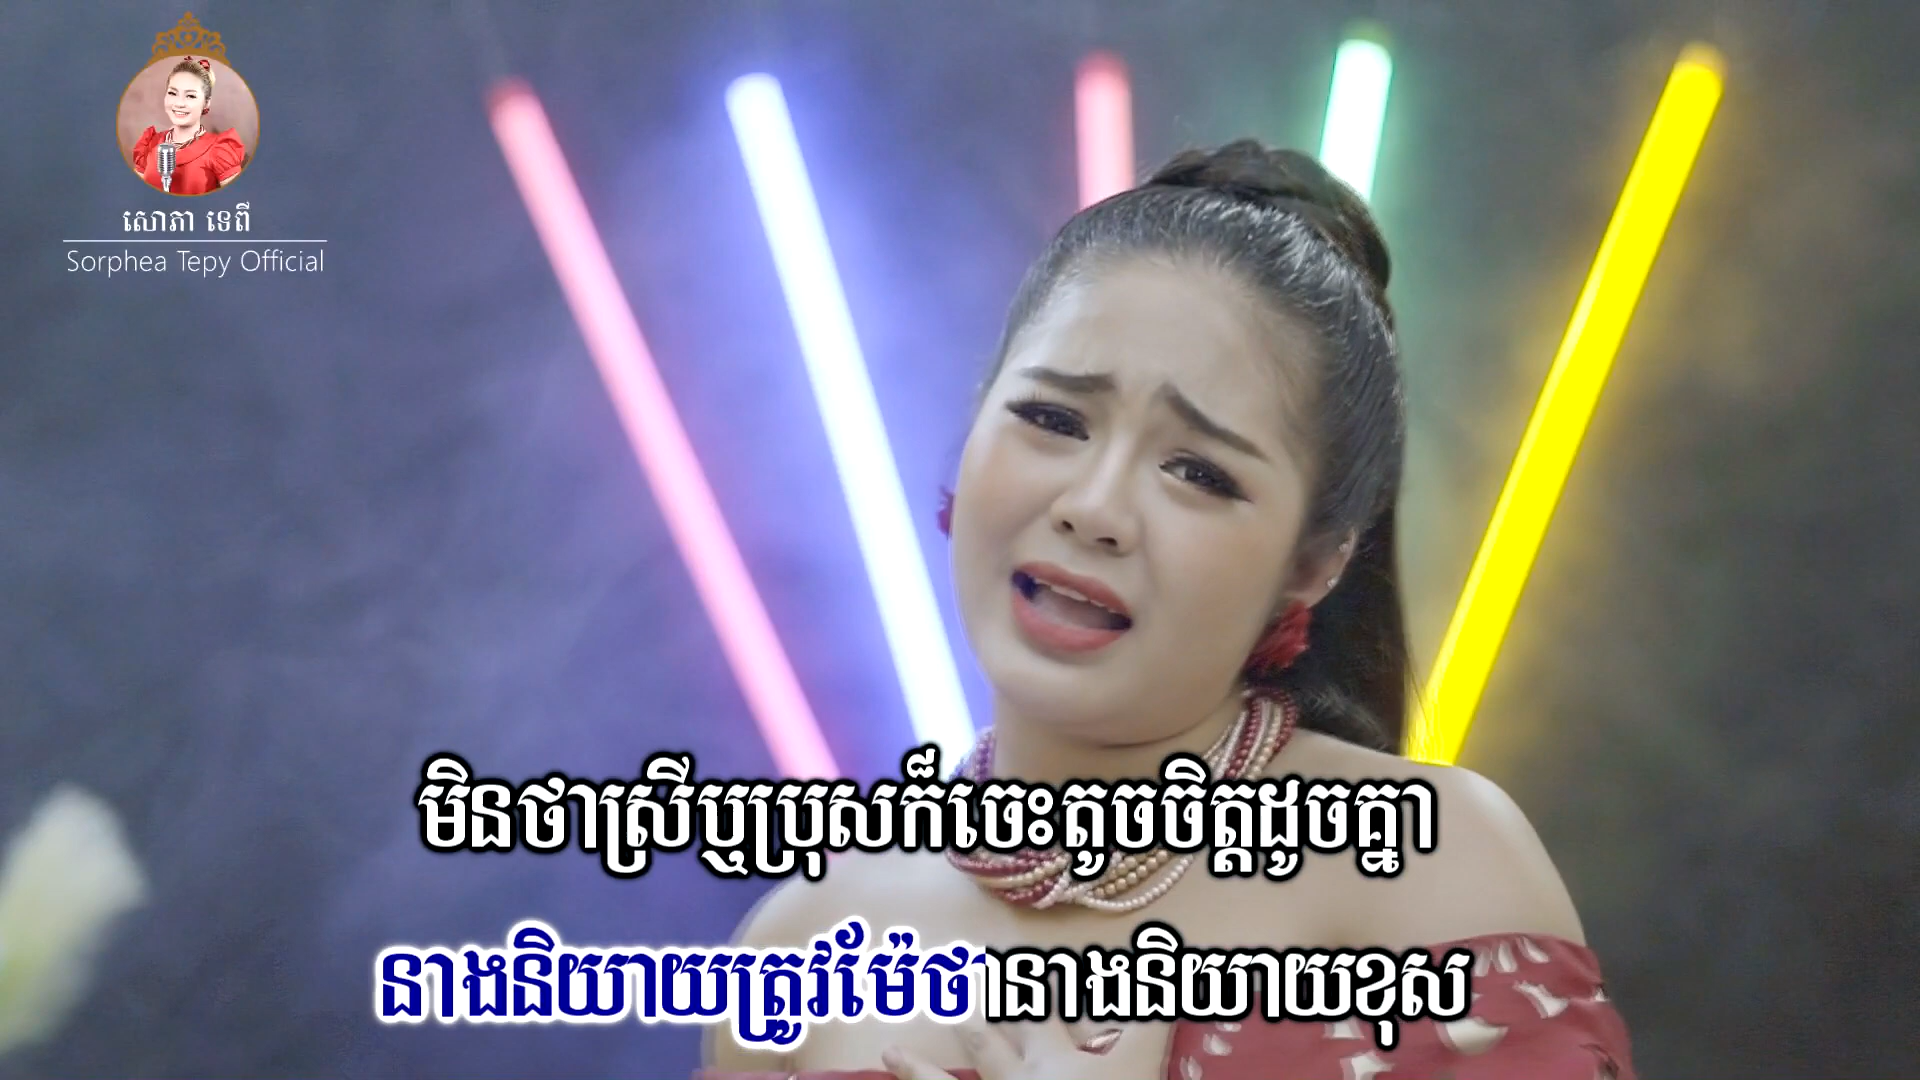 សោភា ទេពី
Sorphea Tepy Official
មិនថាស្រីឬប្រុសក៏ចេះតូចចិត្តដូចគ្នា
នាងនិយាយត្រូវម៉ែថានាងនិយាយខុស